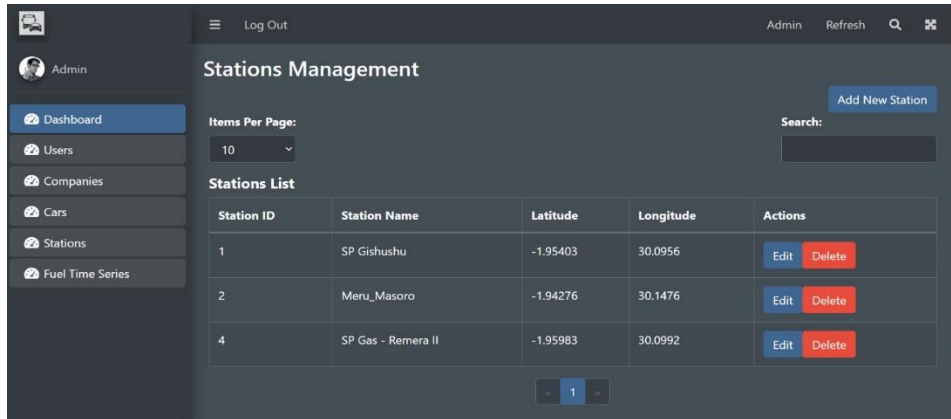 Log Out Admin Refresh
Admin
Stations Management
Add New Station
Dashboard
Users
Companies
Cars
Stations
Fuel Time Series
Items Per Page: Search:
10
Stations List
Station ID Station Name Latitude Longitude Actions
1 SP Gishushu -1.95403 30.0956 Edit Delete
2 Meru_Masoro -1.94276 30.1476 Edit Delete
4 SP Gas - Remera II -1.95983 30.0992 Edit Delete
« 1 »